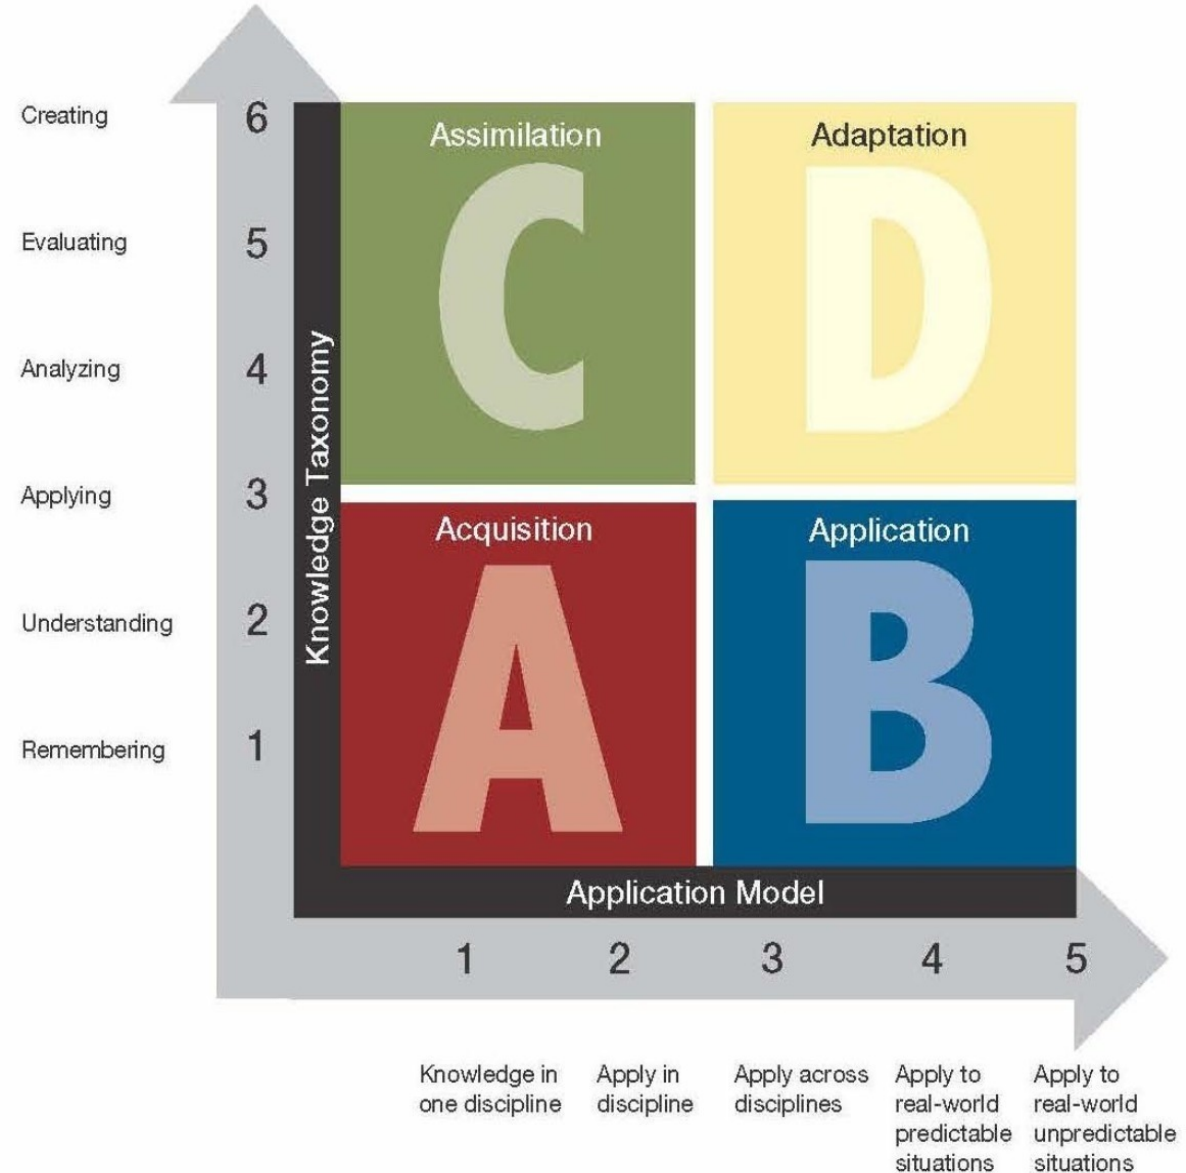 Creating
6
Assimilation
C
Adaptation
D
Evaluating
5
Analyzing
4
Knowledge Taxonomy
Applying
3
Acquisition
A
Application
B
Understanding
2
Remembering
1
Application Model
1
2
3
4
5
Knowledge in
one discipline
Apply in
discipline
Apply across
disciplines
Apply to
real-world
predictable
situations
Apply to
real-world
unpredictable
situations